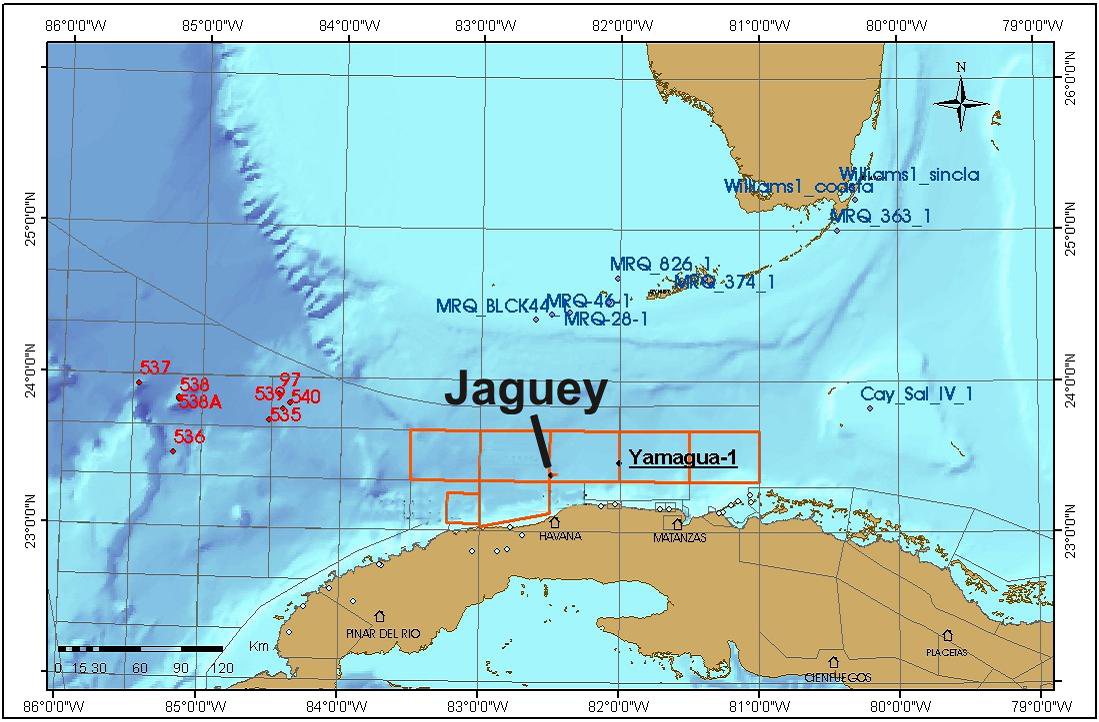 86°0'0"W 85°0'0"W 84°0'0"W 83°0'0"W 82°0'0"W 81°0'0"W 80°0'0"W 79°0'0"W
26°0'0"N
N
Williams1_sincla
Williams1_coasta
25°0'0"N 25°0'0"N
MRQ_363_1
MRQ_826_1
MRQ_374_1
MRQ_BLCK44_1
MRQ-46-1
MRQ-28-1
24°0'0"N 24°0'0"N
537
538
538A
97
539
540
535
536
Jaguey
Cay_Sal_IV_1
Yamagua-1
23°0'0"N 23°0'0"N
HAVANA
MATANZAS
PINAR DEL RIO
PLACETAS
CIENFUEGOS
Km
0 15 30 60 90 120
86°0'0"W 85°0'0"W 84°0'0"W 83°0'0"W 82°0'0"W 81°0'0"W 80°0'0"W 79°0'0"W